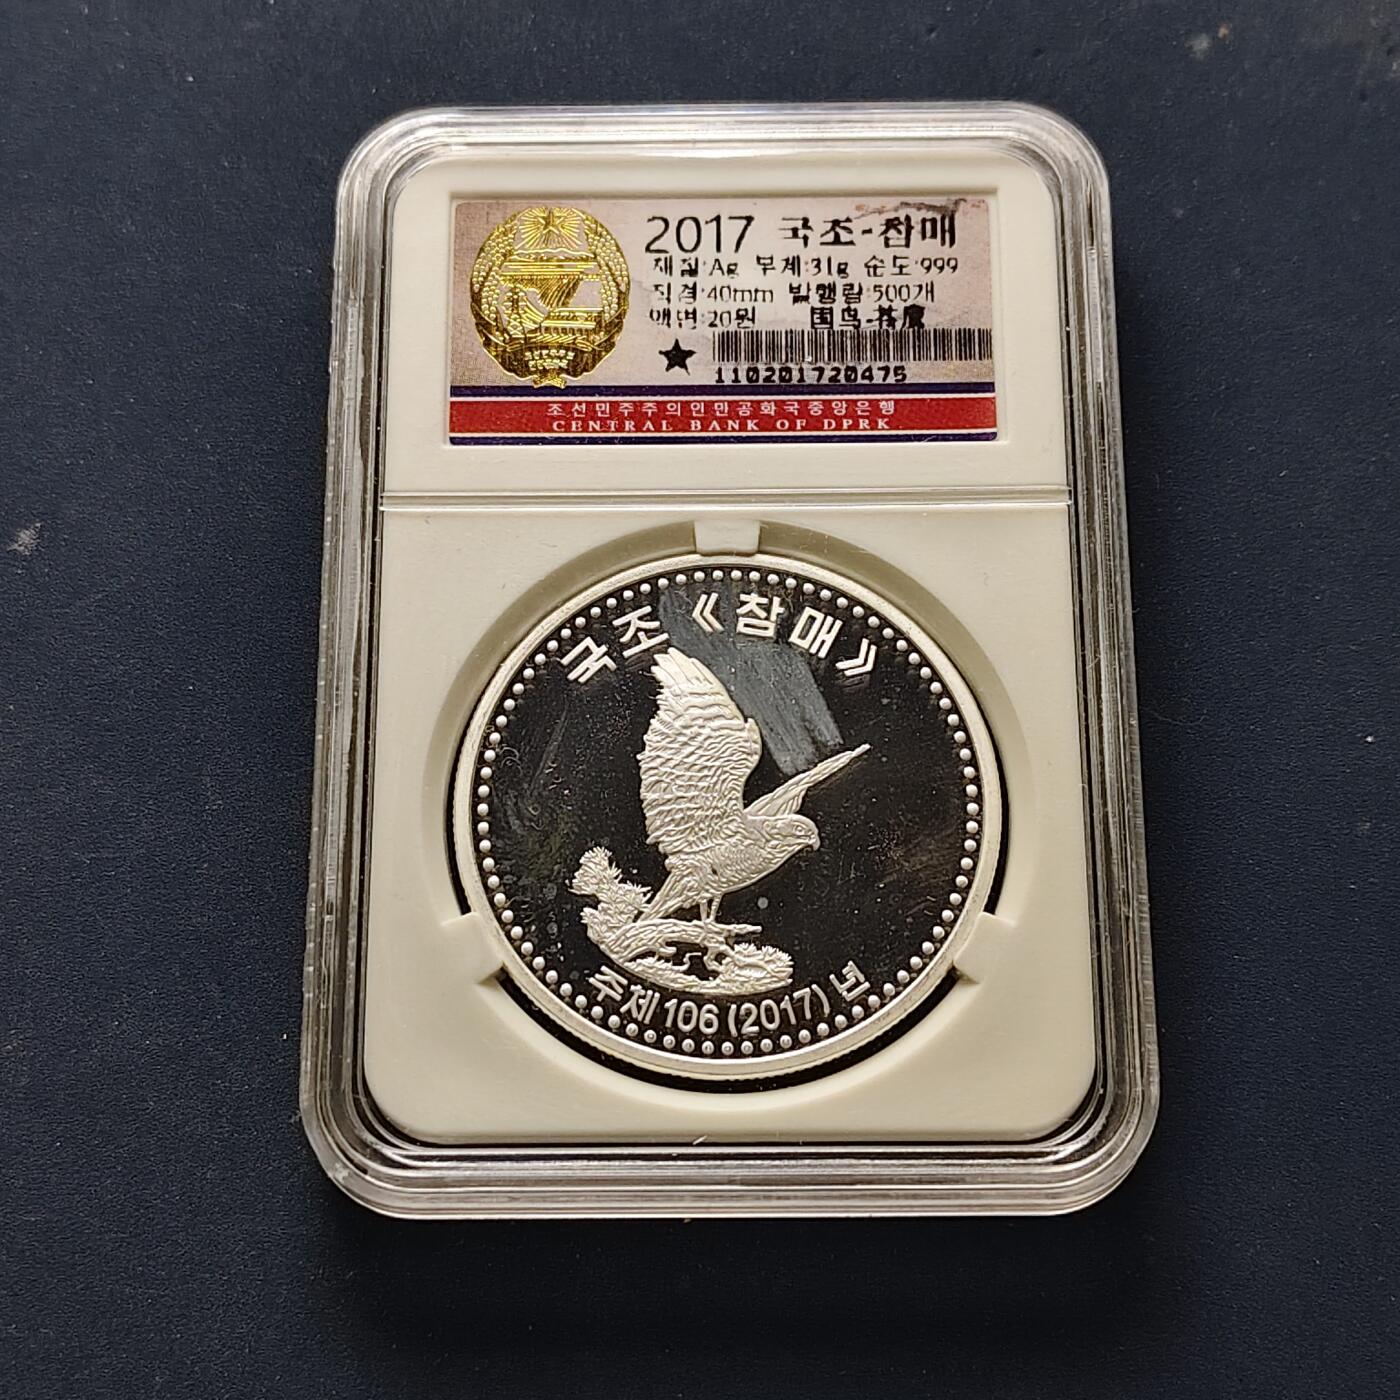 2017 국조-참매
재질:Ag 무게:31g 순도:999
직경:40mm 발행량:500개
액면:20원 国鸟-苍鹰
110201720475
조선민주주의인민공화국중앙은행
CENTRAL BANK OF DPRK
국조《참매》
주체106(2017)년